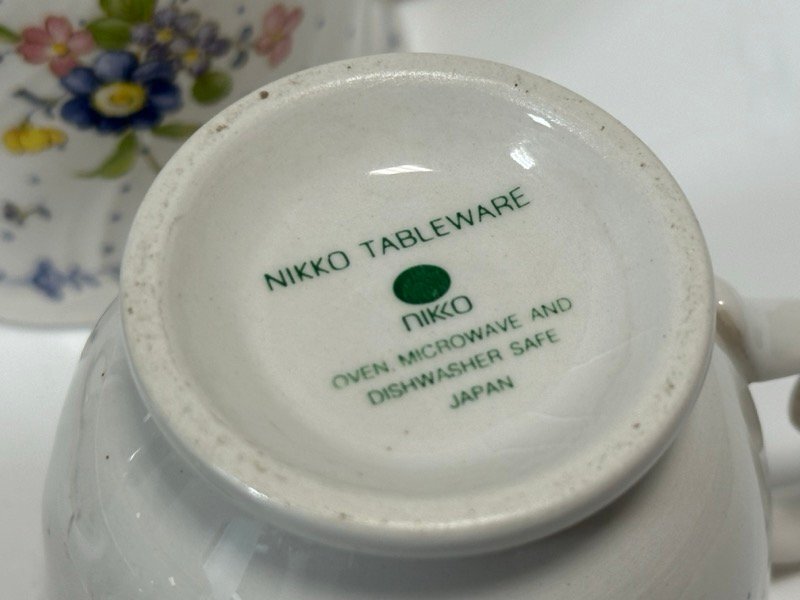 NIKKO TABLEWARE
NIKKO
OVEN, MICROWAVE AND
DISHWASHER SAFE
JAPAN